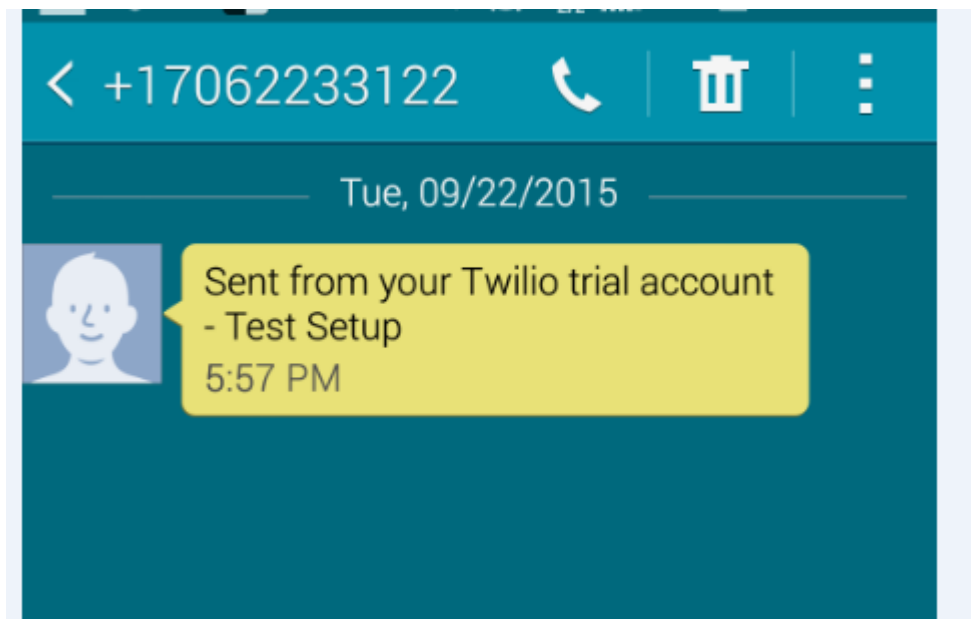 +17062233122
Tue, 09/22/2015
Sent from your Twilio trial account
- Test Setup
5:57 PM